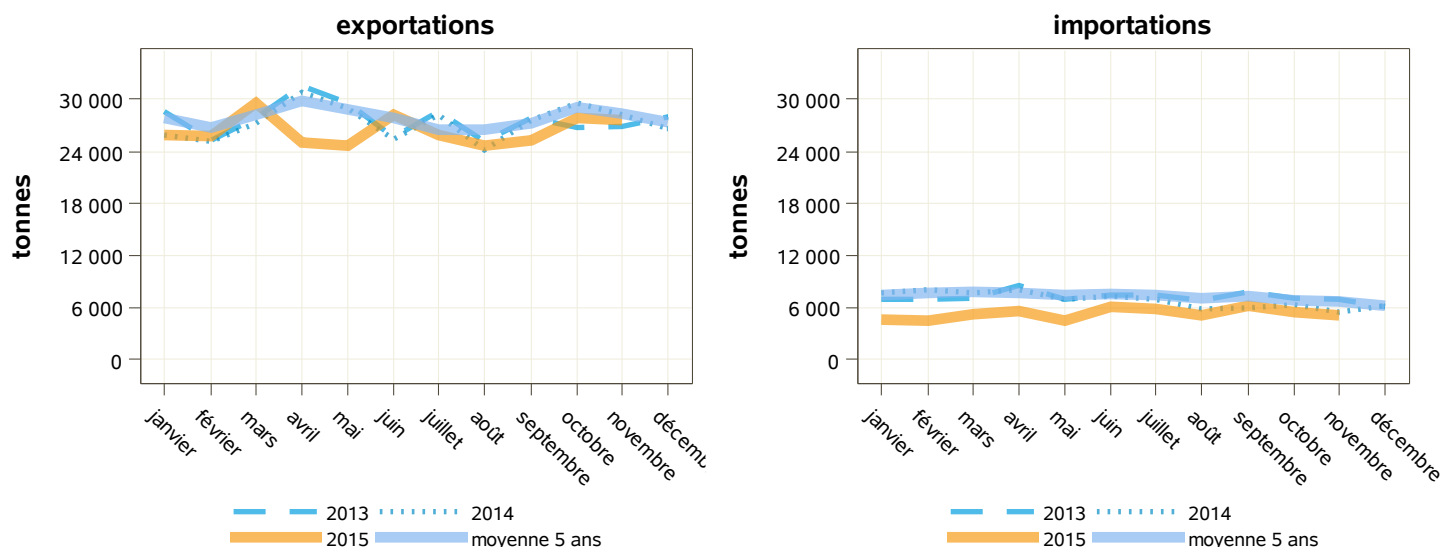 exportations
tonnes
30 000
24 000
18 000
12 000
6 000
0
janvier
février
mars
avril
mai
juin
juillet
août
septembre
octobre
novembre
décemb
2013
2014
2015
moyenne 5 ans
importations
tonnes
30 000
24 000
18 000
12 000
6 000
0
janvier
février
mars
avril
mai
juin
juillet
août
septembre
octobre
novembre
décembre
2013
2014
2015
moyenne 5 ans